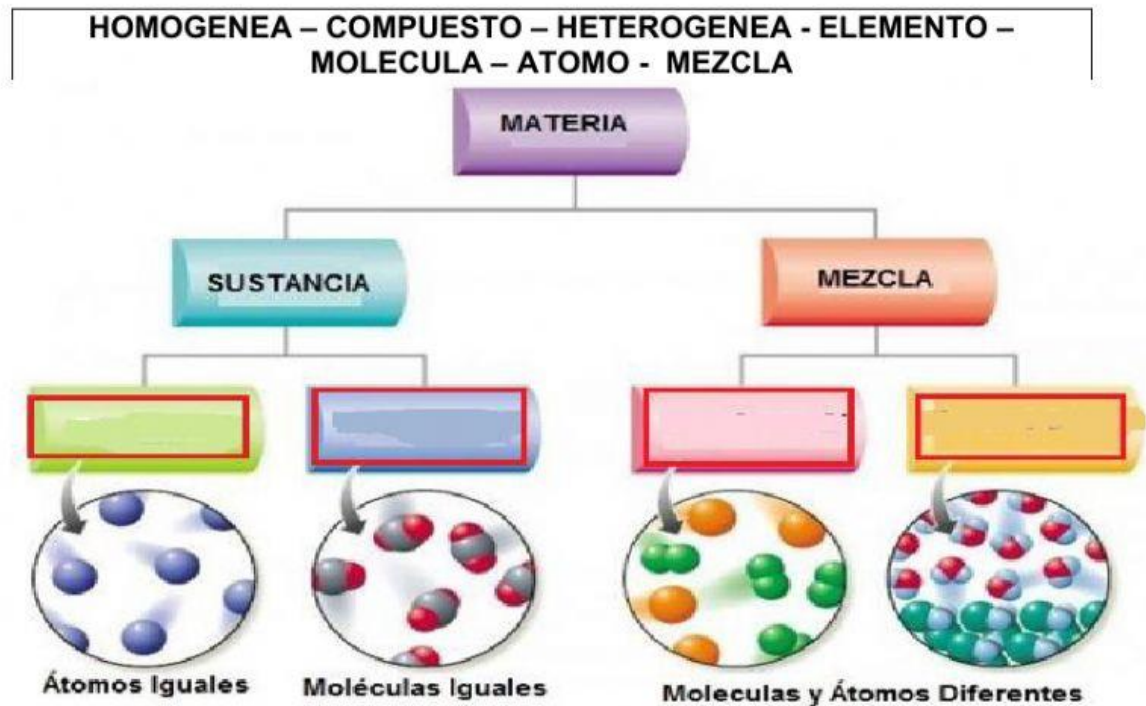 HOMOGENEA – COMPUESTO – HETEROGENEA - ELEMENTO –
MOLECULA – ATOMO - MEZCLA
MATERIA
SUSTANCIA
MEZCLA
Átomos Iguales
Moléculas Iguales
Moleculas y Átomos Diferentes